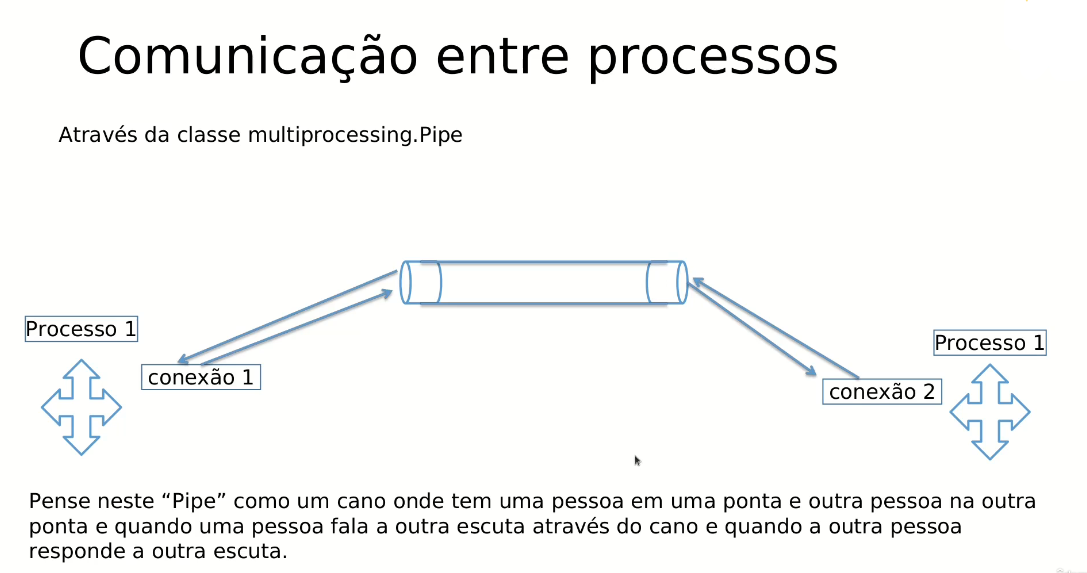 Comunicação entre processos
Através da classe multiprocessing.Pipe
Processo 1
conexão 1
Processo 1
conexão 2
Pense neste “Pipe” como um cano onde tem uma pessoa em uma ponta e outra pessoa na outra
ponta e quando uma pessoa fala a outra escuta através do cano e quando a outra pessoa
responde a outra escuta.